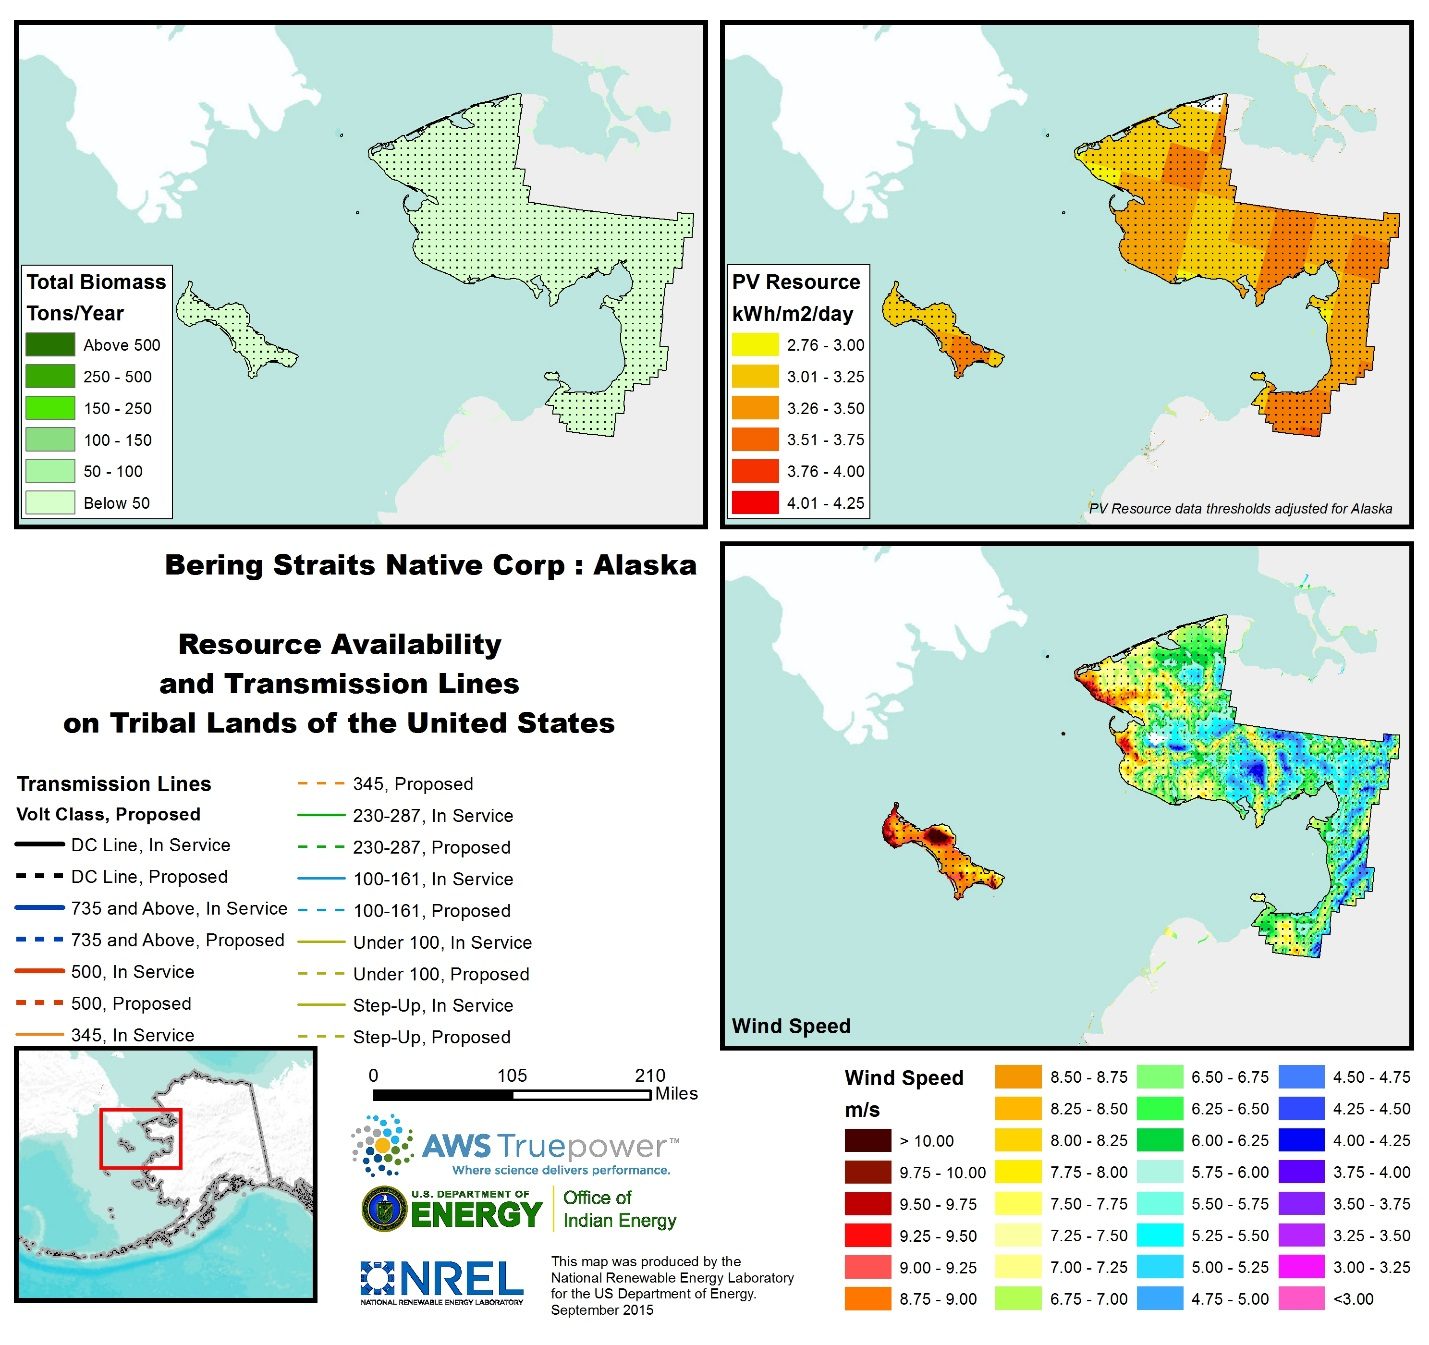 Total Biomass
Tons/Year
Above 500
250 - 500
150 - 250
100 - 150
50 - 100
Below 50
PV Resource
kWh/m2/day
2.76 - 3.00
3.01 - 3.25
3.26 - 3.50
3.51 - 3.75
3.76 - 4.00
4.01 - 4.25
PV Resource data thresholds adjusted for Alaska
Bering Straits Native Corp : Alaska
Resource Availability
and Transmission Lines
on Tribal Lands of the United States
Transmission Lines
Volt Class, Proposed
DC Line, In Service
DC Line, Proposed
735 and Above, In Service
735 and Above, Proposed
500, In Service
500, Proposed
345, In Service
345, Proposed
230-287, In Service
230-287, Proposed
100-161, In Service
100-161, Proposed
Under 100, In Service
Under 100, Proposed
Step-Up, In Service
Step-Up, Proposed
Wind Speed
0 105 210
Miles
AWS Truepower™
Where science delivers performance.
U.S. DEPARTMENT OF
ENERGY
Office of
Indian Energy
NREL
NATIONAL RENEWABLE ENERGY LABORATORY
This map was produced by the
National Renewable Energy Laboratory
for the US Department of Energy.
September 2015
Wind Speed
m/s
> 10.00
9.75 - 10.00
9.50 - 9.75
9.25 - 9.50
9.00 - 9.25
8.75 - 9.00
8.50 - 8.75
8.25 - 8.50
8.00 - 8.25
7.75 - 8.00
7.50 - 7.75
7.25 - 7.50
7.00 - 7.25
6.75 - 7.00
6.50 - 6.75
6.25 - 6.50
6.00 - 6.25
5.75 - 6.00
5.50 - 5.75
5.25 - 5.50
5.00 - 5.25
4.75 - 5.00
4.50 - 4.75
4.25 - 4.50
4.00 - 4.25
3.75 - 4.00
3.50 - 3.75
3.25 - 3.50
3.00 - 3.25
<3.00